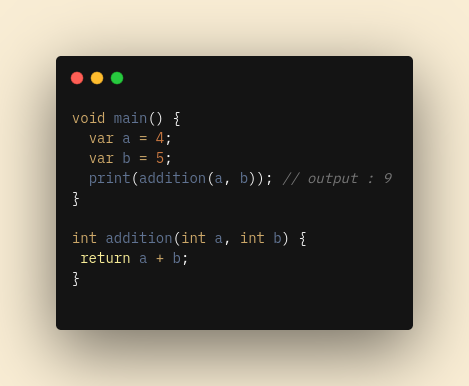 void main() {
  var a = 4;
  var b = 5;
  print(addition(a, b)); // output : 9
}

int addition(int a, int b) {
 return a + b;
}